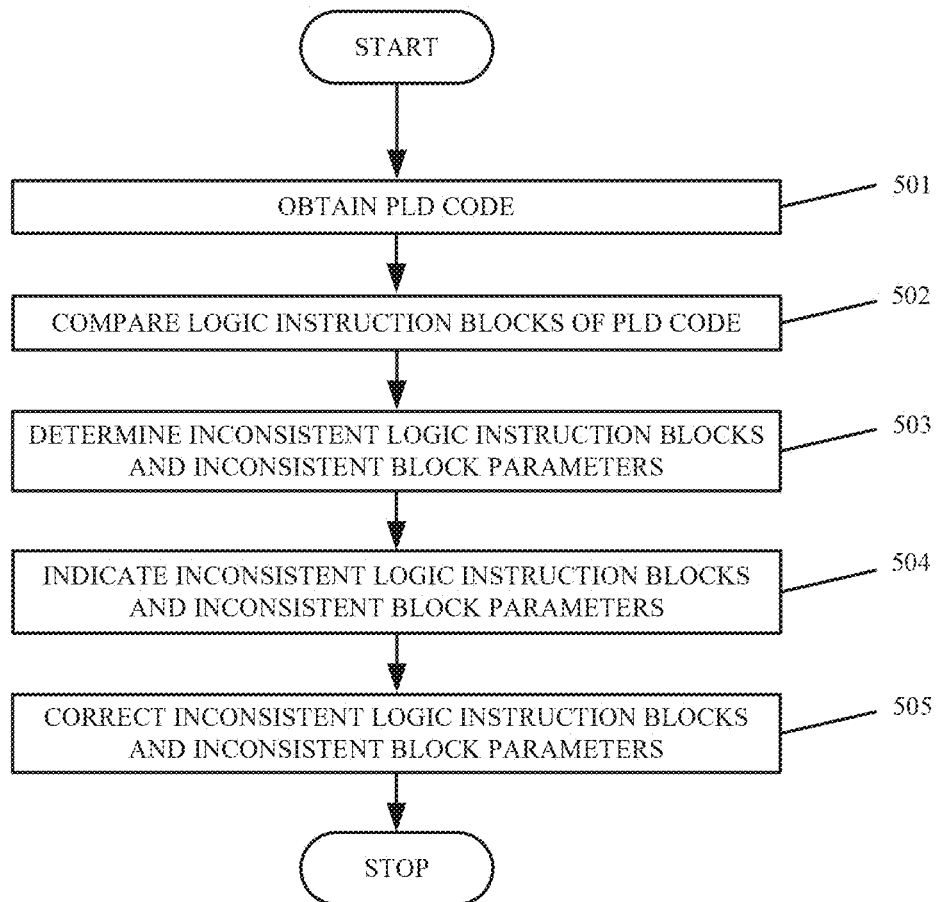 START
OBTAIN PLD CODE
501
COMPARE LOGIC INSTRUCTION BLOCKS OF PLD CODE
502
DETERMINE INCONSISTENT LOGIC INSTRUCTION BLOCKS
AND INCONSISTENT BLOCK PARAMETERS
503
INDICATE INCONSISTENT LOGIC INSTRUCTION BLOCKS
AND INCONSISTENT BLOCK PARAMETERS
504
CORRECT INCONSISTENT LOGIC INSTRUCTION BLOCKS
AND INCONSISTENT BLOCK PARAMETERS
505
STOP